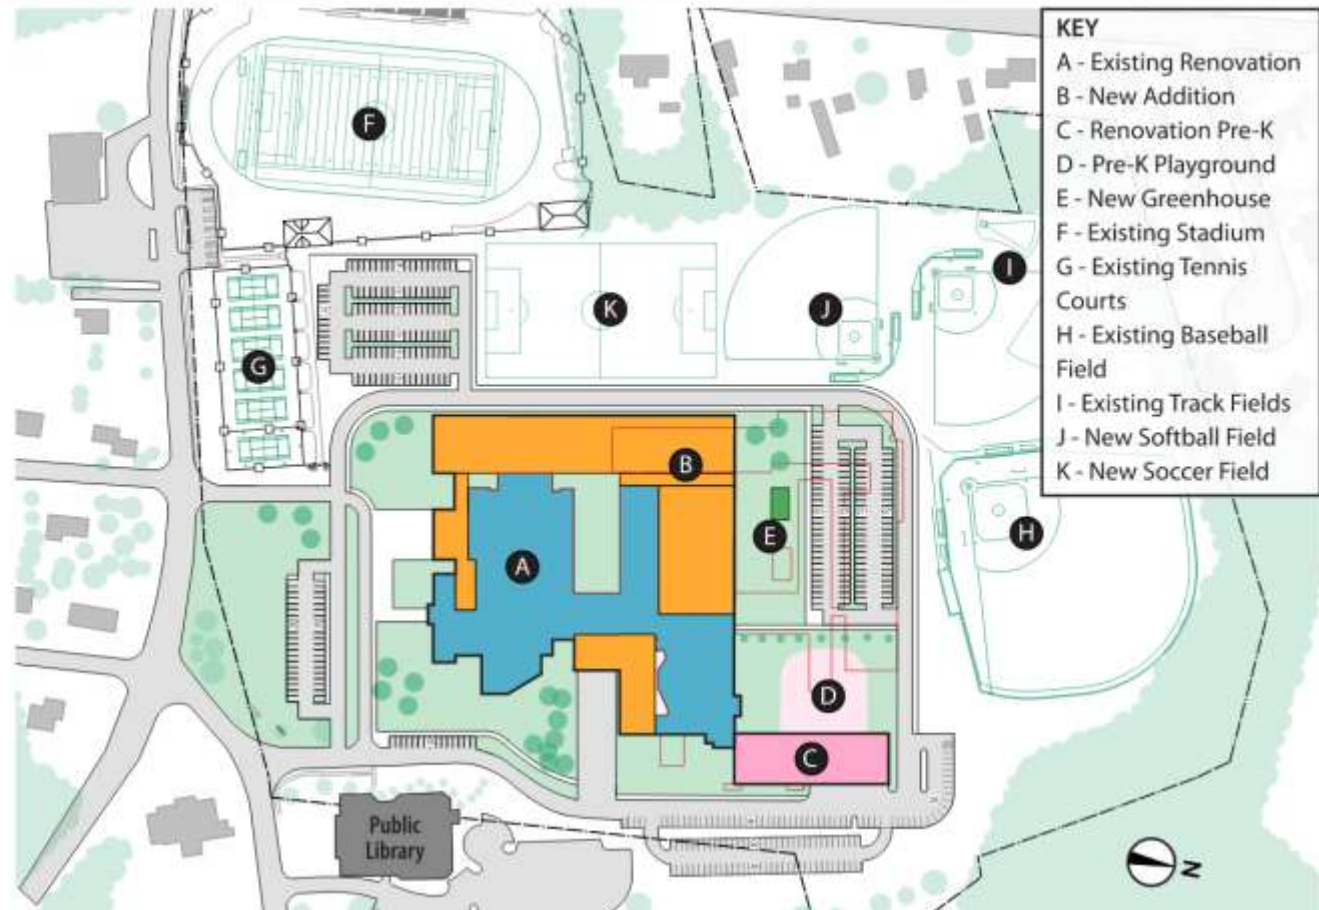 KEY
A - Existing Renovation
B - New Addition
C - Renovation Pre-K
D - Pre-K Playground
E - New Greenhouse
F - Existing Stadium
G - Existing Tennis
Courts
H - Existing Baseball
Field
I - Existing Track Fields
J - New Softball Field
K - New Soccer Field
F
I
K
J
G
B
H
E
A
D
C
Public
Library
N